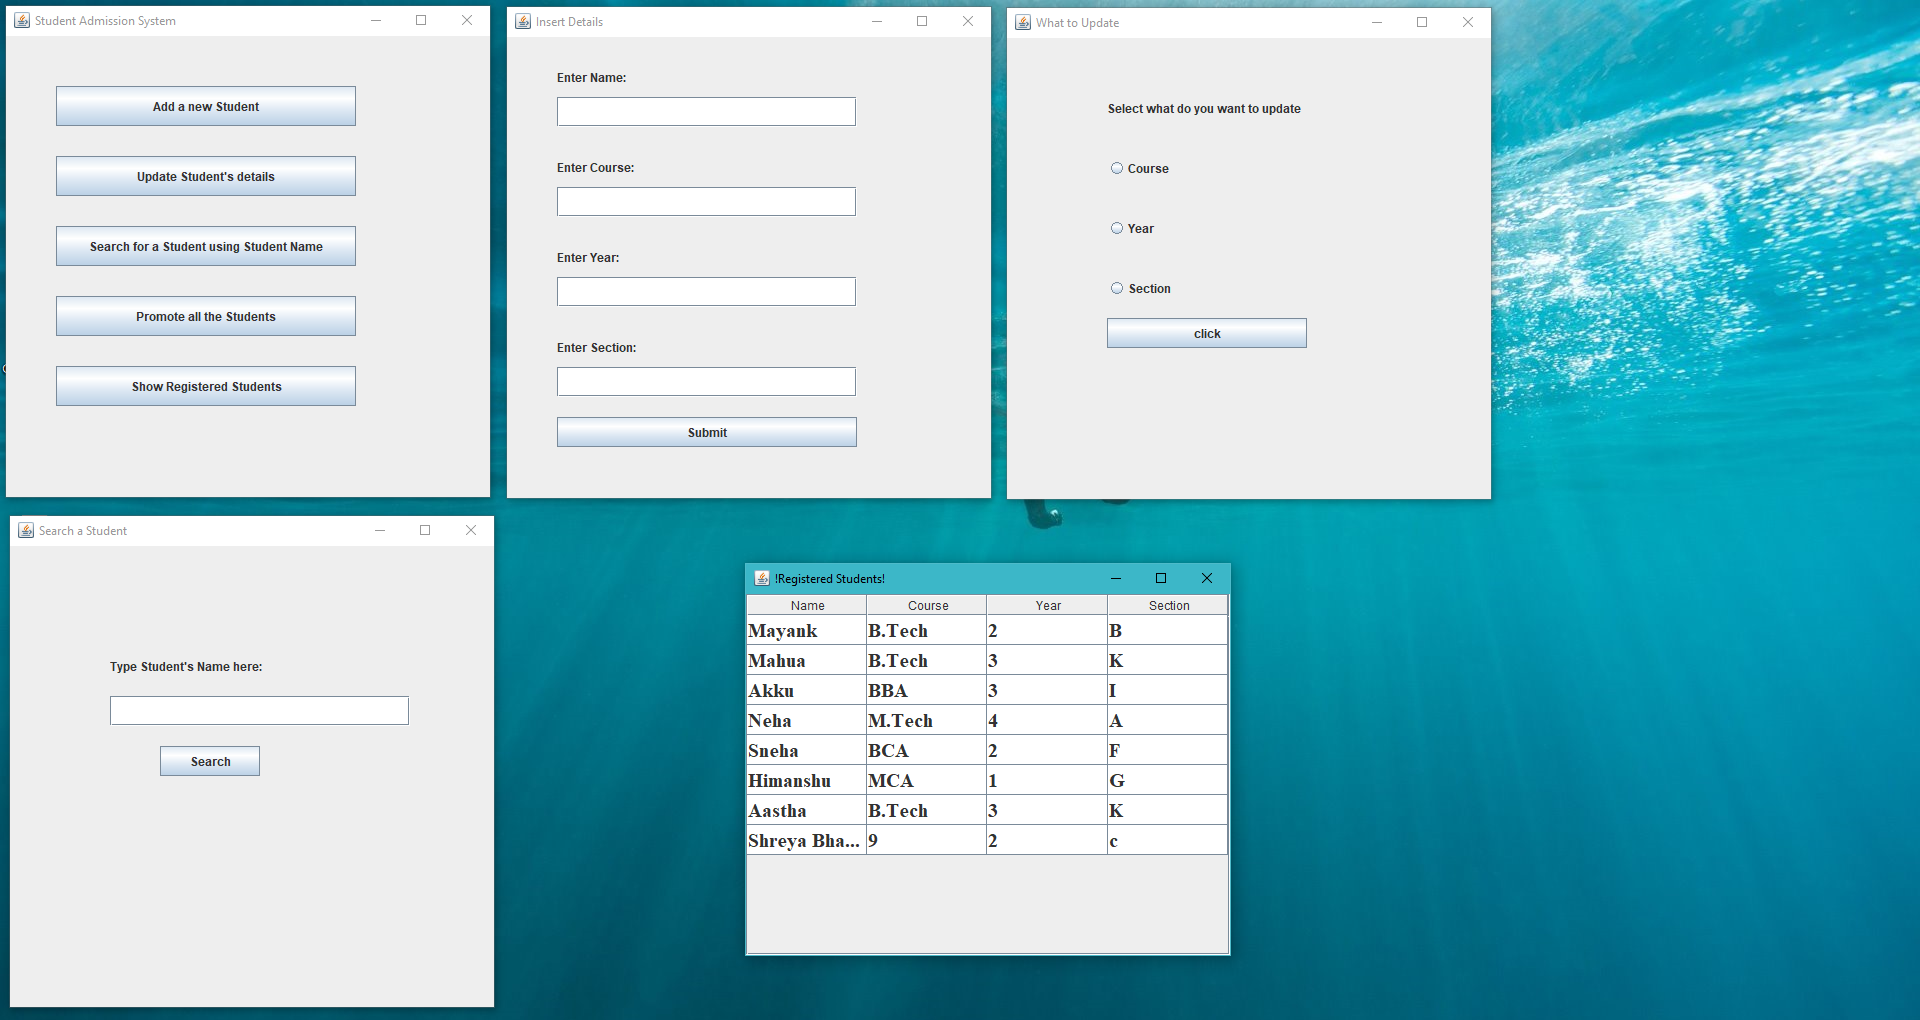 Student Admission System
Add a new Student
Update Student's details
Search for a Student using Student Name
Promote all the Students
Show Registered Students
Insert Details
Enter Name:
Enter Course:
Enter Year:
Enter Section:
Submit
What to Update
Select what do you want to update
Course
Year
Section
click
Search a Student
Type Student's Name here:
Search
!Registered Students!
Name Course Year Section
Mayank B.Tech 2 B
Mahua B.Tech 3 K
Akku BBA 3 I
Neha M.Tech 4 A
Sneha BCA 2 F
Himanshu MCA 1 G
Aastha B.Tech 3 K
Shreya Bha... 9 2 c